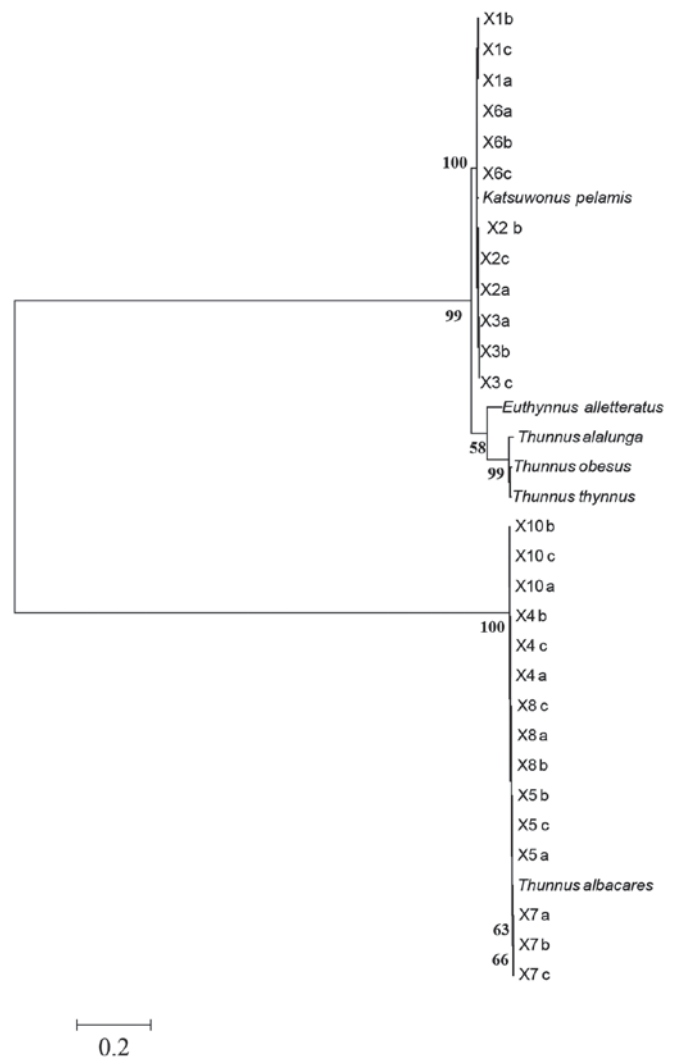 X1b
X1c
X1a
X6a
X6b
100
X6c
Katsuwonus pelamis
X2 b
X2c
X2a
99
X3a
X3b
X3 c
Euthynnus alletteratus
Thunnus alalunga
58
Thunnus obesus
99
Thunnus thynnus
X10 b
X10 c
X10 a
X4 b
100
X4 c
X4 a
X8 c
X8 a
X8 b
X5 b
X5 c
X5 a
Thunnus albacares
X7 a
63
X7 b
66
X7 c
0.2